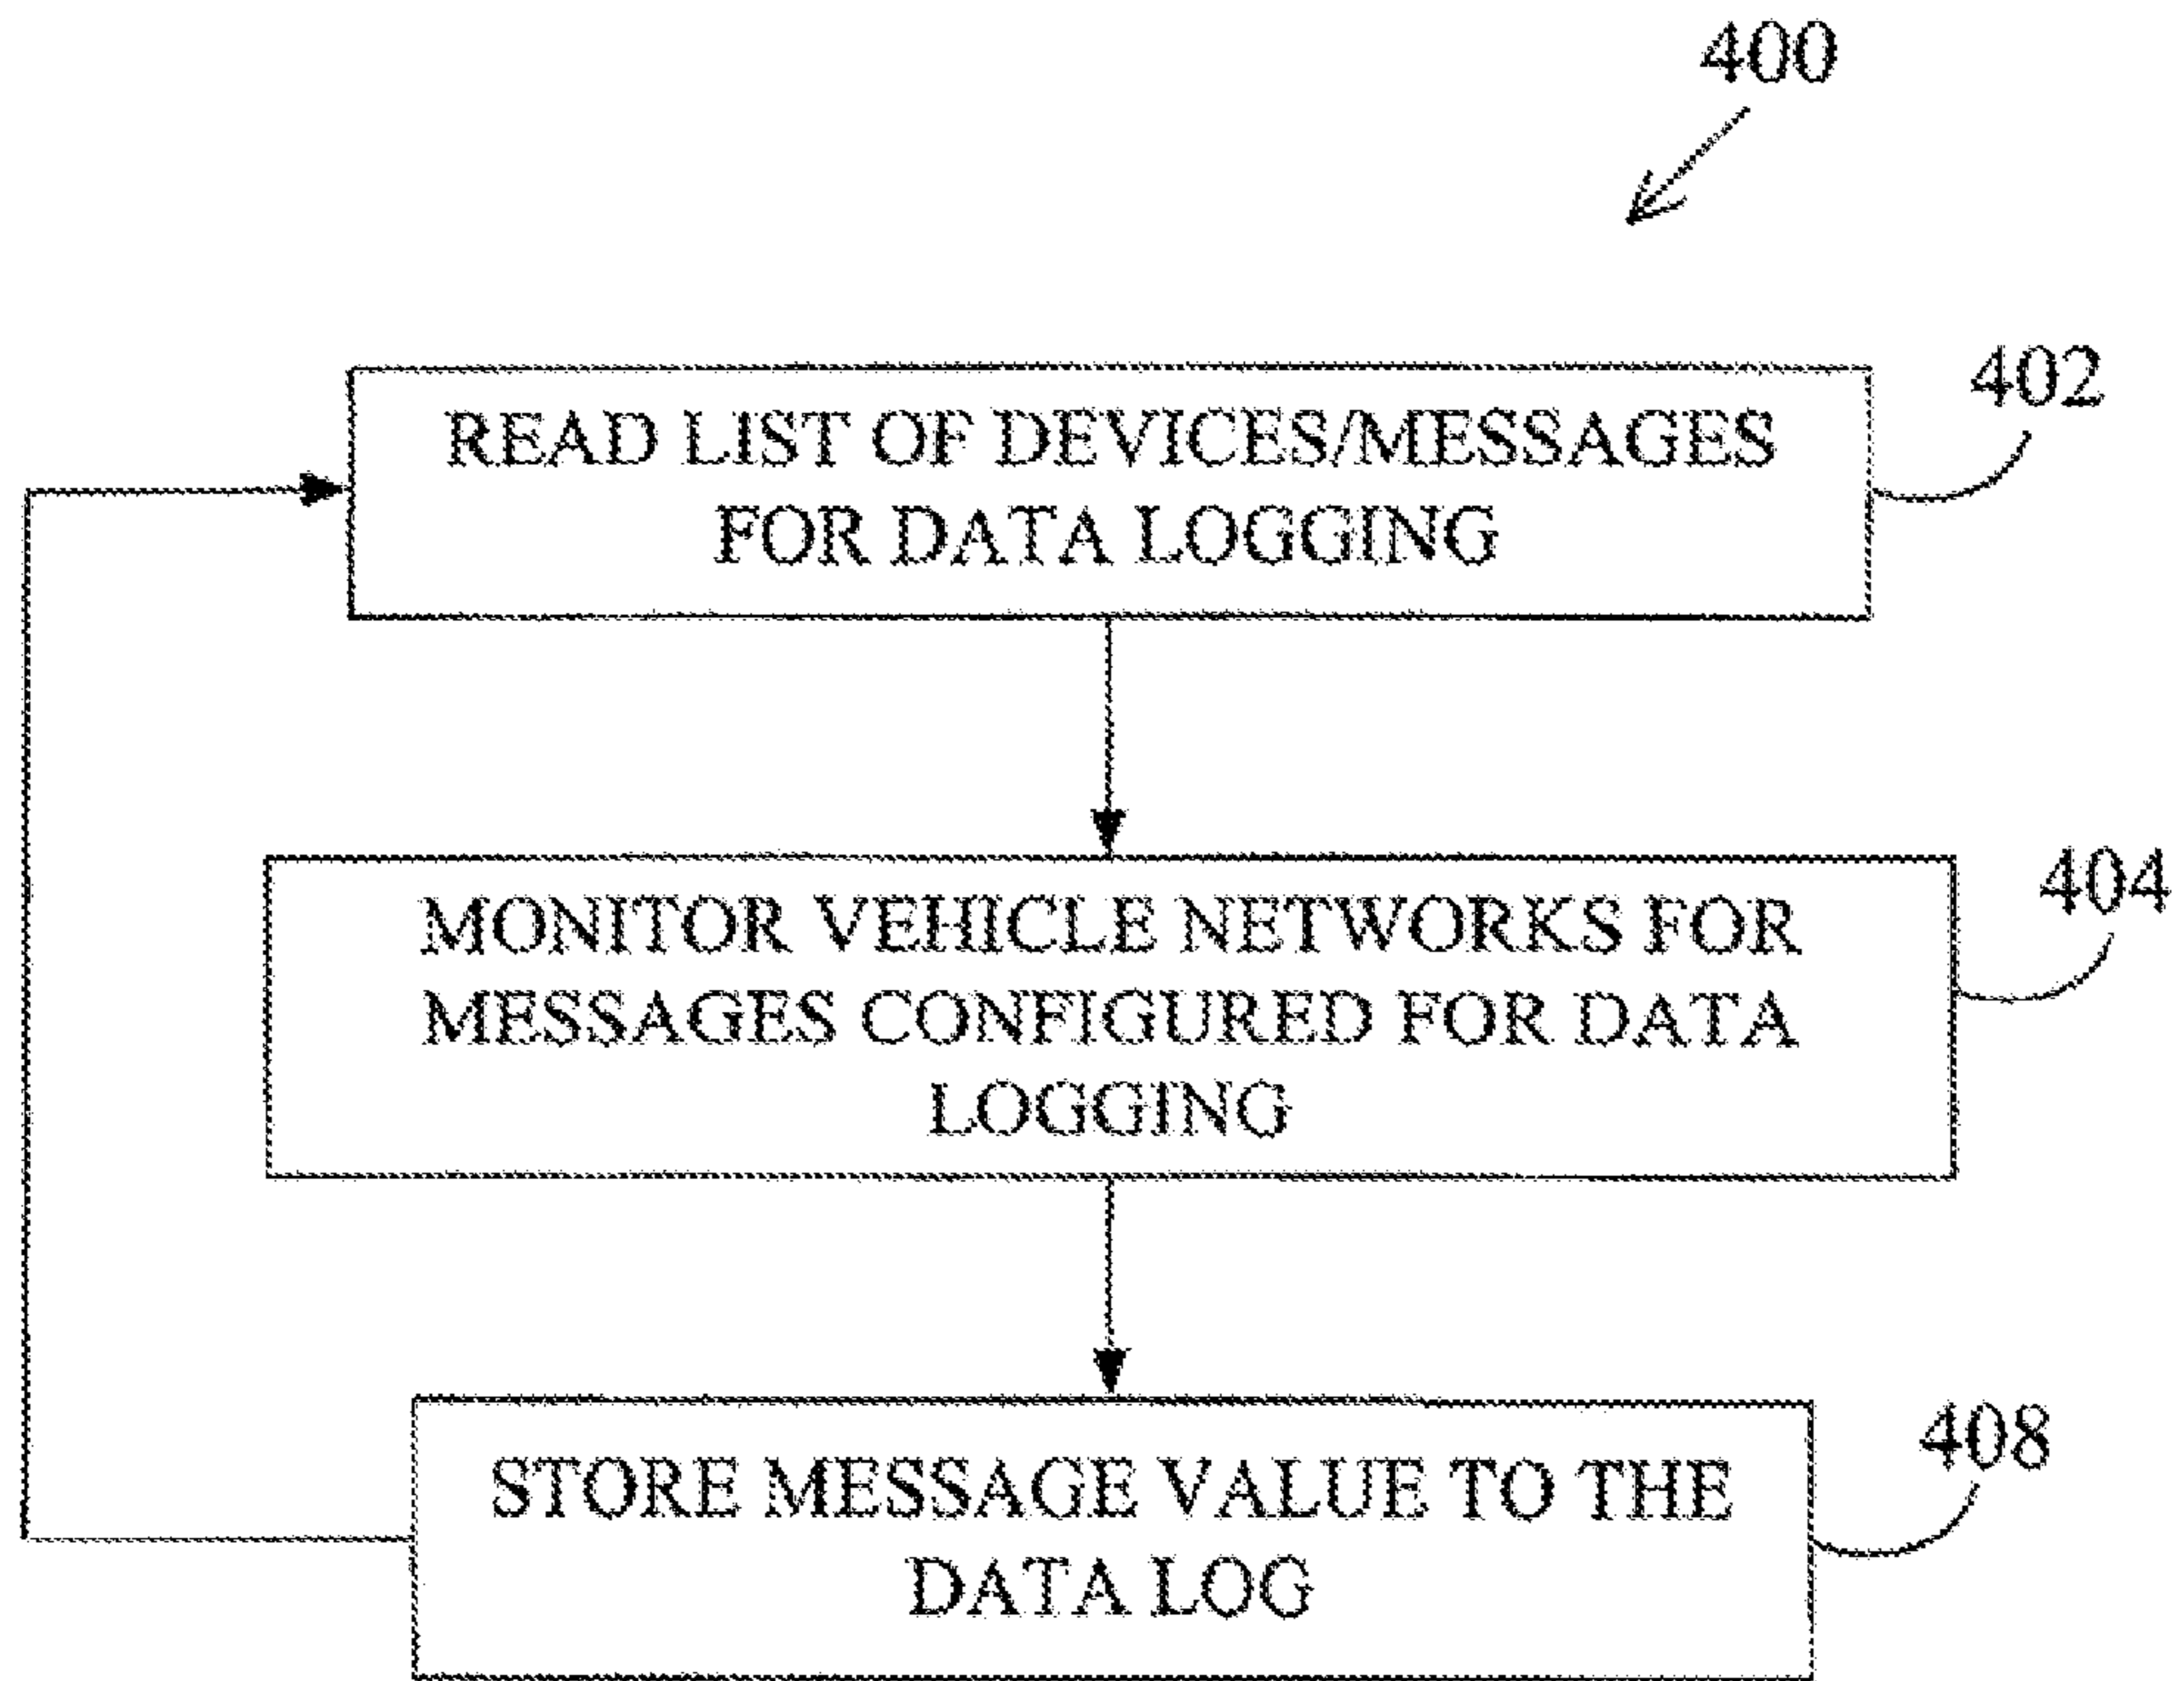 400
402
READ LIST OF DEVICES/MESSAGES
FOR DATA LOGGING
404
MONITOR VEHICLE NETWORKS FOR
MESSAGES CONFIGURED FOR DATA
LOGGING
408
STORE MESSAGE VALUE TO THE
DATA LOG